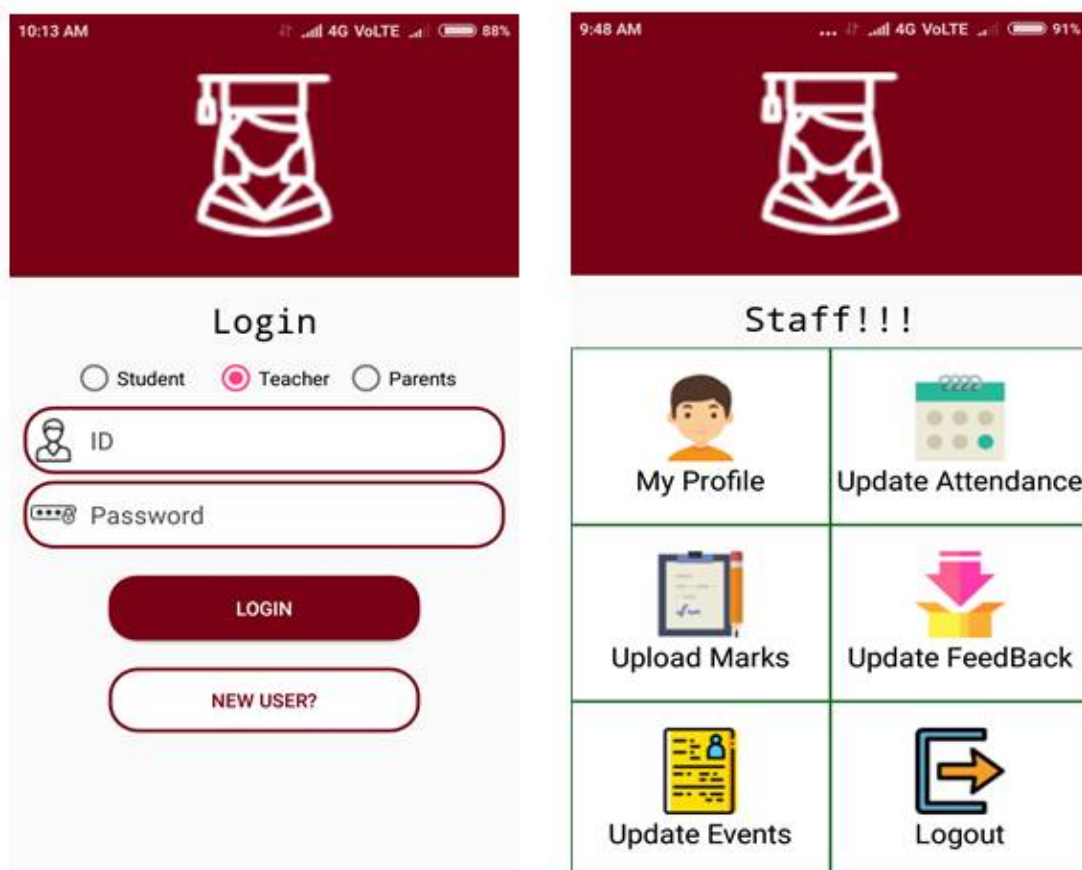 10:13 AM 4G VoLTE 88%
Login
Student Teacher Parents
ID
Password
LOGIN
NEW USER?
9:48 AM ... 4G VoLTE 91%
Staff!!!
My Profile Update Attendance
Upload Marks Update FeedBack
Update Events Logout